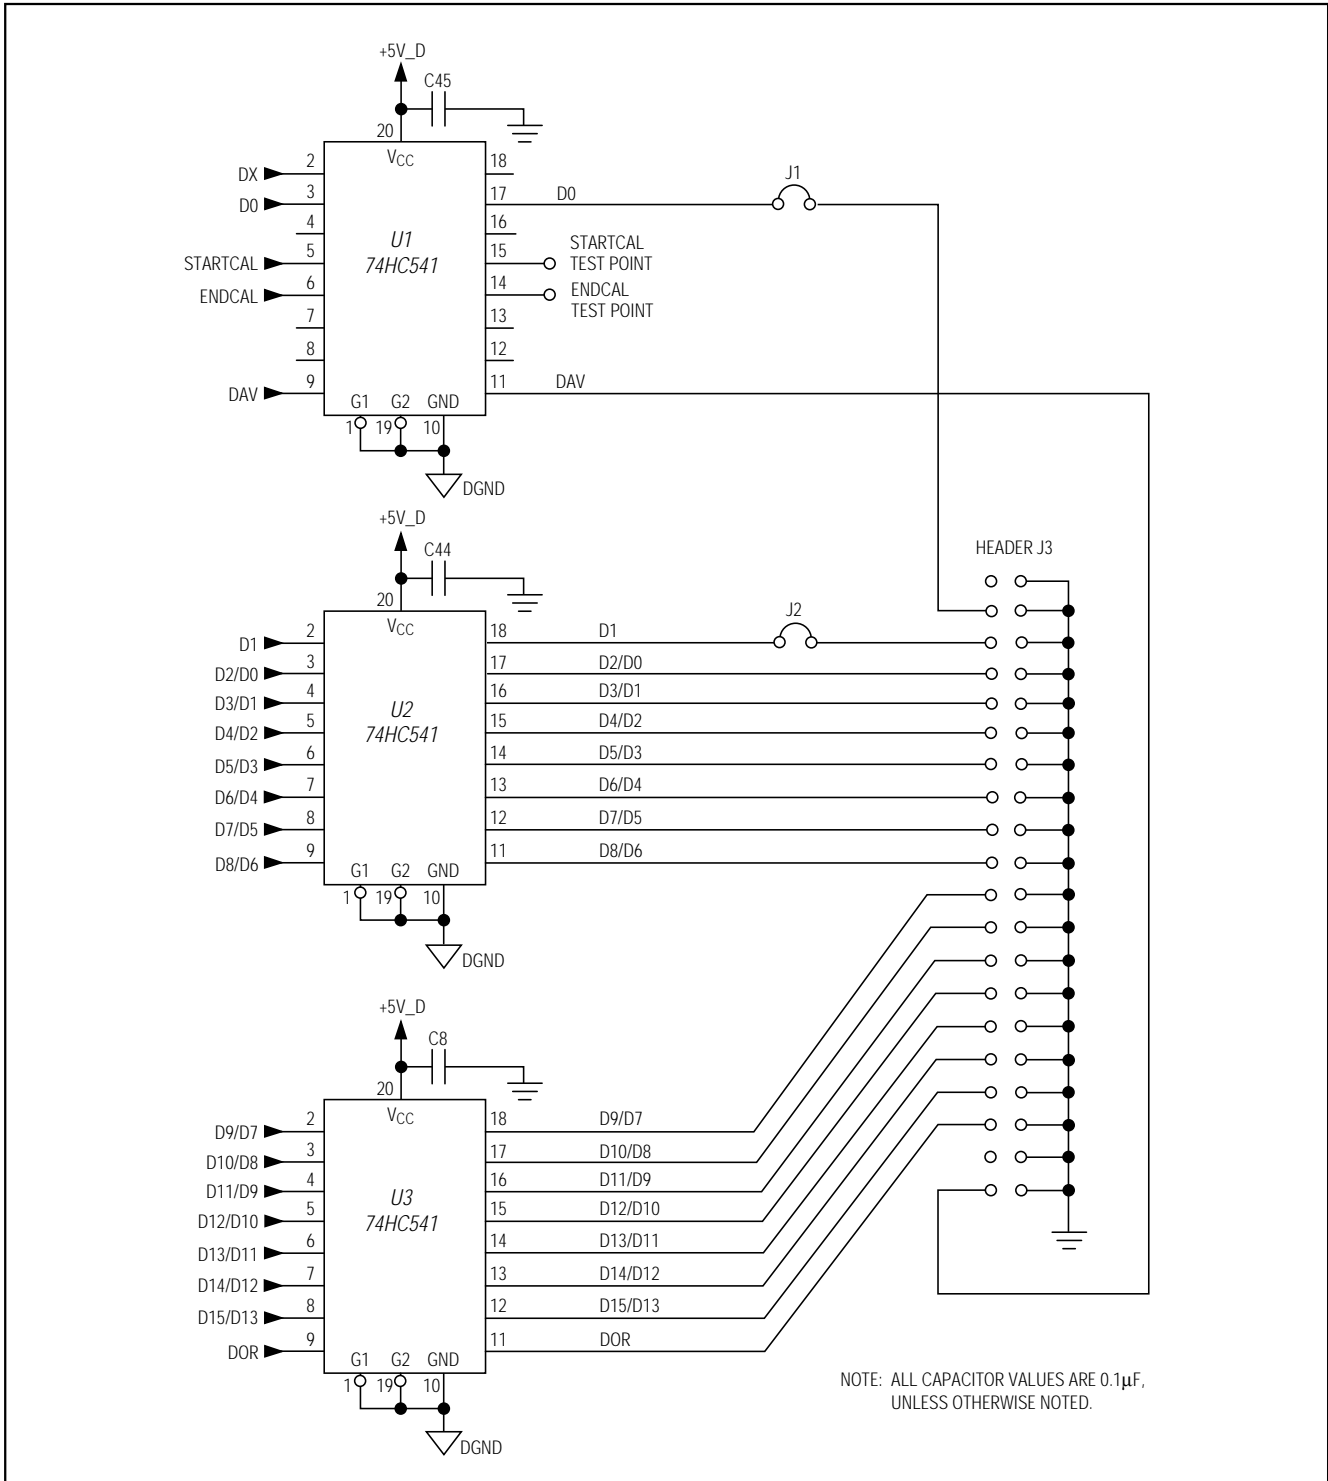 +5V_D
C45
20
VCC
DX 2 18
D0 3 17 D0 J1
4 16
U1
74HC541
STARTCAL 5 15 STARTCAL
TEST POINT
ENDCAL 6 14 ENDCAL
TEST POINT
7 13
8 12
DAV 9 11 DAV
G1 G2 GND
1 19 10
DGND
+5V_D
C44
HEADER J3
20
VCC
D1 2 18 D1 J2
D2/D0 3 17 D2/D0
D3/D1 4 16 D3/D1
U2
74HC541
D4/D2 5 15 D4/D2
D5/D3 6 14 D5/D3
D6/D4 7 13 D6/D4
D7/D5 8 12 D7/D5
D8/D6 9 11 D8/D6
G1 G2 GND
1 19 10
DGND
+5V_D
C8
20
VCC
D9/D7 2 18 D9/D7
D10/D8 3 17 D10/D8
D11/D9 4 16 D11/D9
U3
74HC541
D12/D10 5 15 D12/D10
D13/D11 6 14 D13/D11
D14/D12 7 13 D14/D12
D15/D13 8 12 D15/D13
DOR 9 11 DOR
G1 G2 GND
1 19 10
DGND
NOTE: ALL CAPACITOR VALUES ARE 0.1µF,
UNLESS OTHERWISE NOTED.